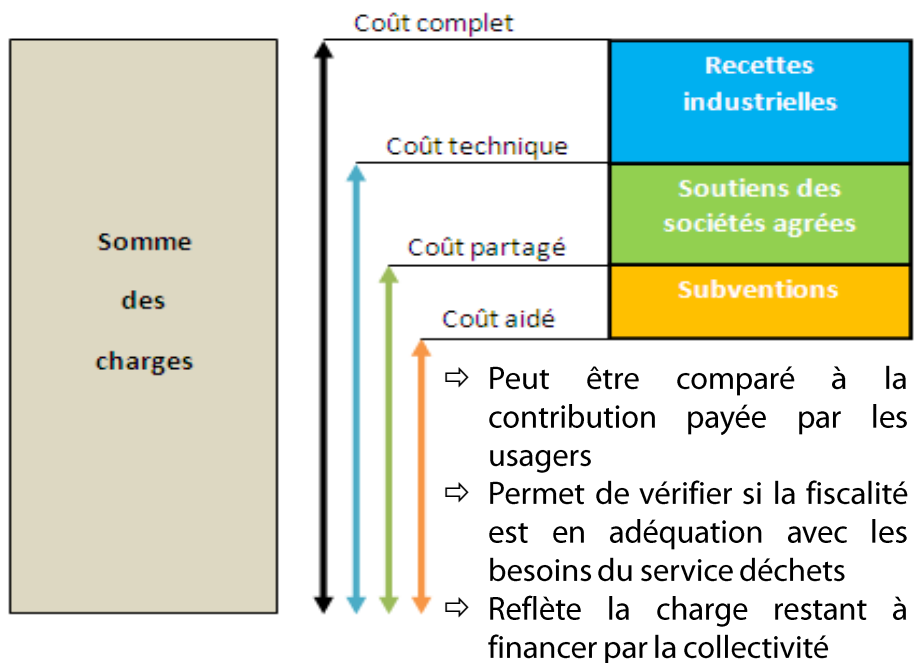 Coût complet
Recettes
industrielles
Coût technique
Soutiens des
sociétés agrées
Coût partagé
Subventions
Coût aidé
Somme
des
charges
⇨ Peut être comparé à la
contribution payée par les
usagers
⇨ Permet de vérifier si la fiscalité
est en adéquation avec les
besoins du service déchets
⇨ Reflète la charge restant à
financer par la collectivité